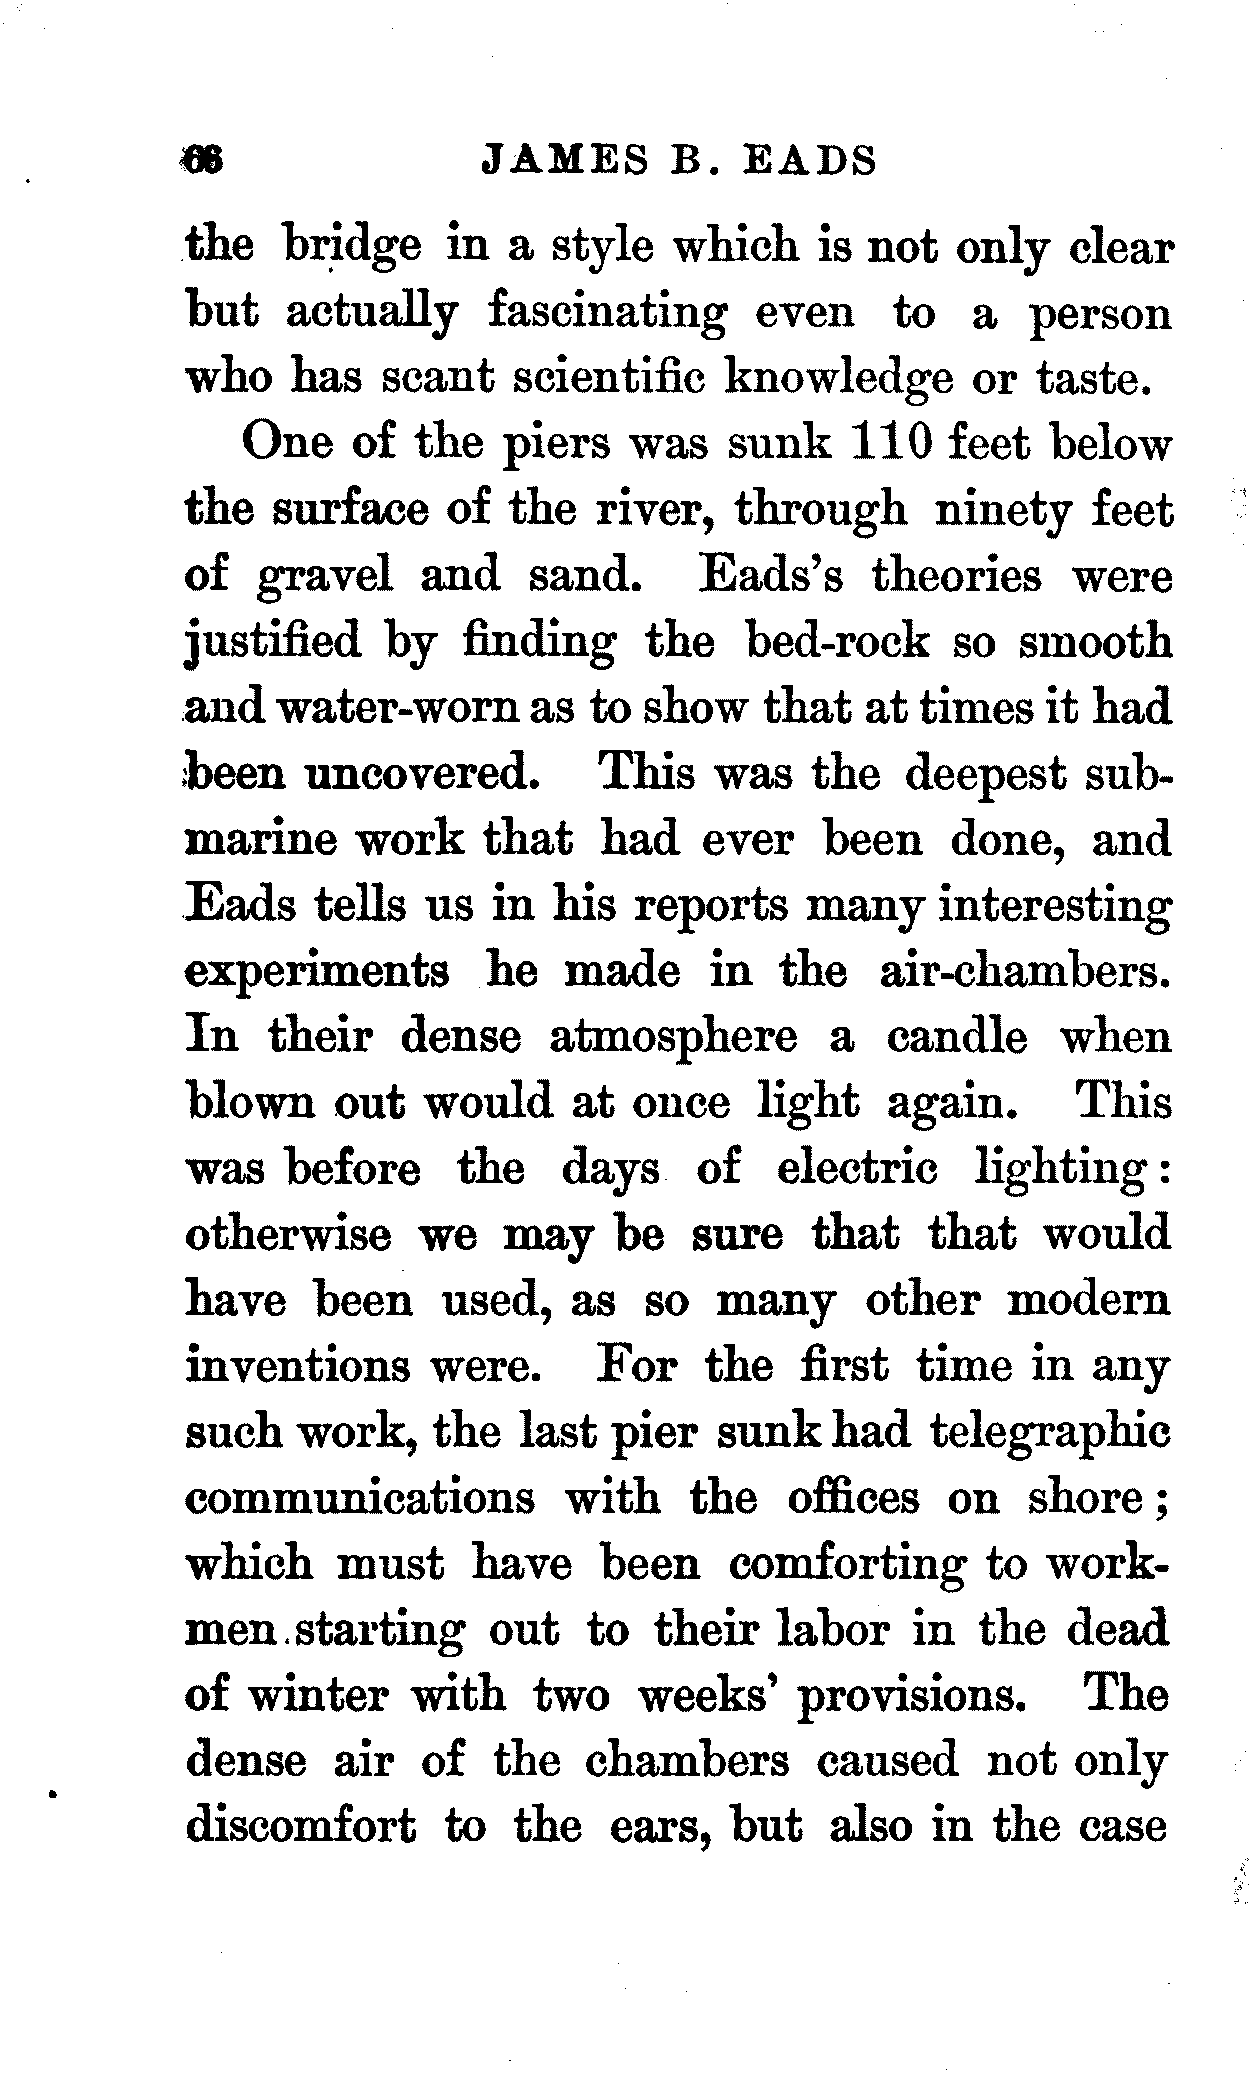 66 JAMES B. EADS
the bridge in a style which is not only clear
but actually fascinating even to a person
who has scant scientific knowledge or taste.
One of the piers was sunk 110 feet below
the surface of the river, through ninety feet
of gravel and sand. Eads's theories were
justified by finding the bed-rock so smooth
and water-worn as to show that at times it had
been uncovered. This was the deepest sub-
marine work that had ever been done, and
Eads tells us in his reports many interesting
experiments he made in the air-chambers.
In their dense atmosphere a candle when
blown out would at once light again. This
was before the days of electric lighting:
otherwise we may be sure that that would
have been used, as so many other modern
inventions were. For the first time in any
such work, the last pier sunk had telegraphic
communications with the offices on shore;
which must have been comforting to work-
men starting out to their labor in the dead
of winter with two weeks' provisions. The
dense air of the chambers caused not only
discomfort to the ears, but also in the case